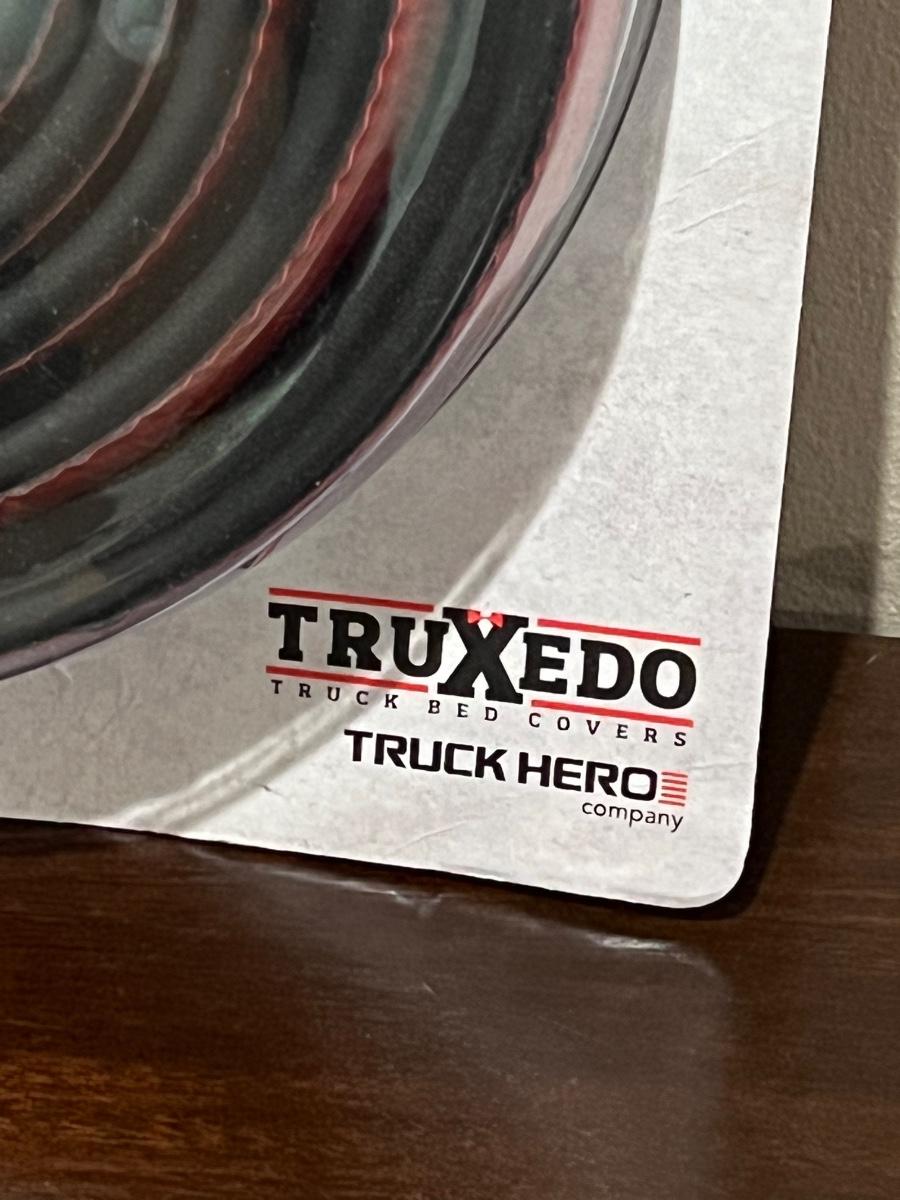 TRUXEDO
TRUCK BED COVERS
TRUCK HERO
company